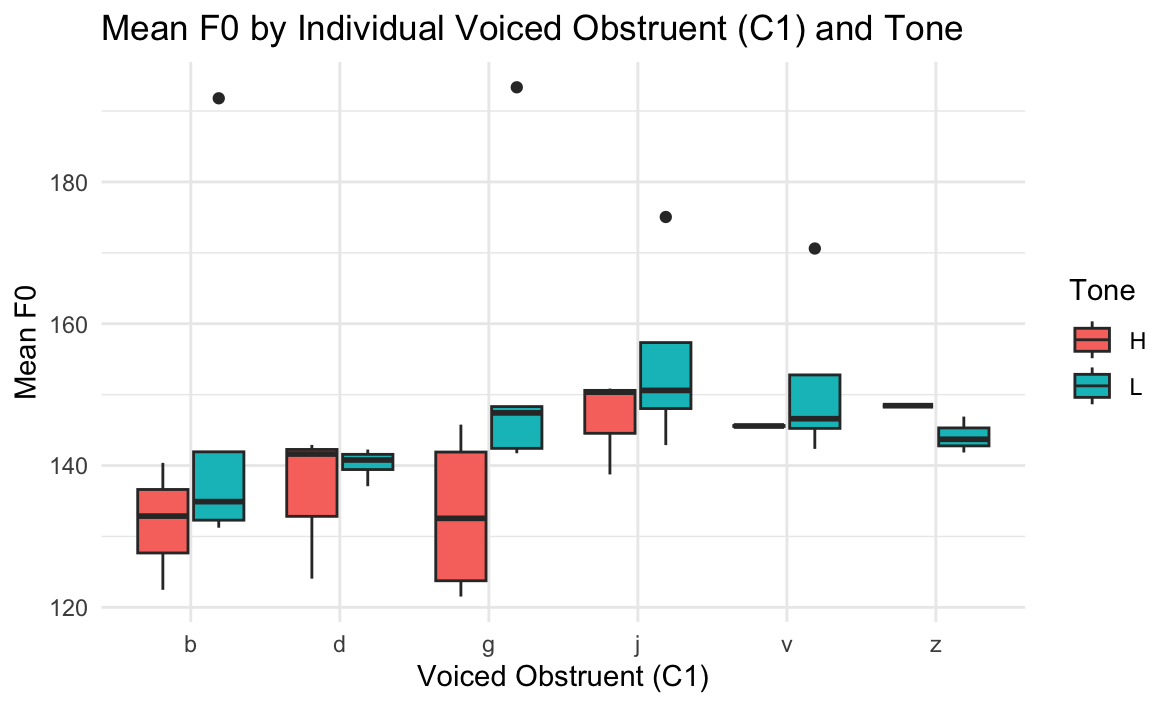 Mean F0 by Individual Voiced Obstruent (C1) and Tone
Mean F0
180
160
140
120
b d g j v z
Voiced Obstruent (C1)
Tone
H
L